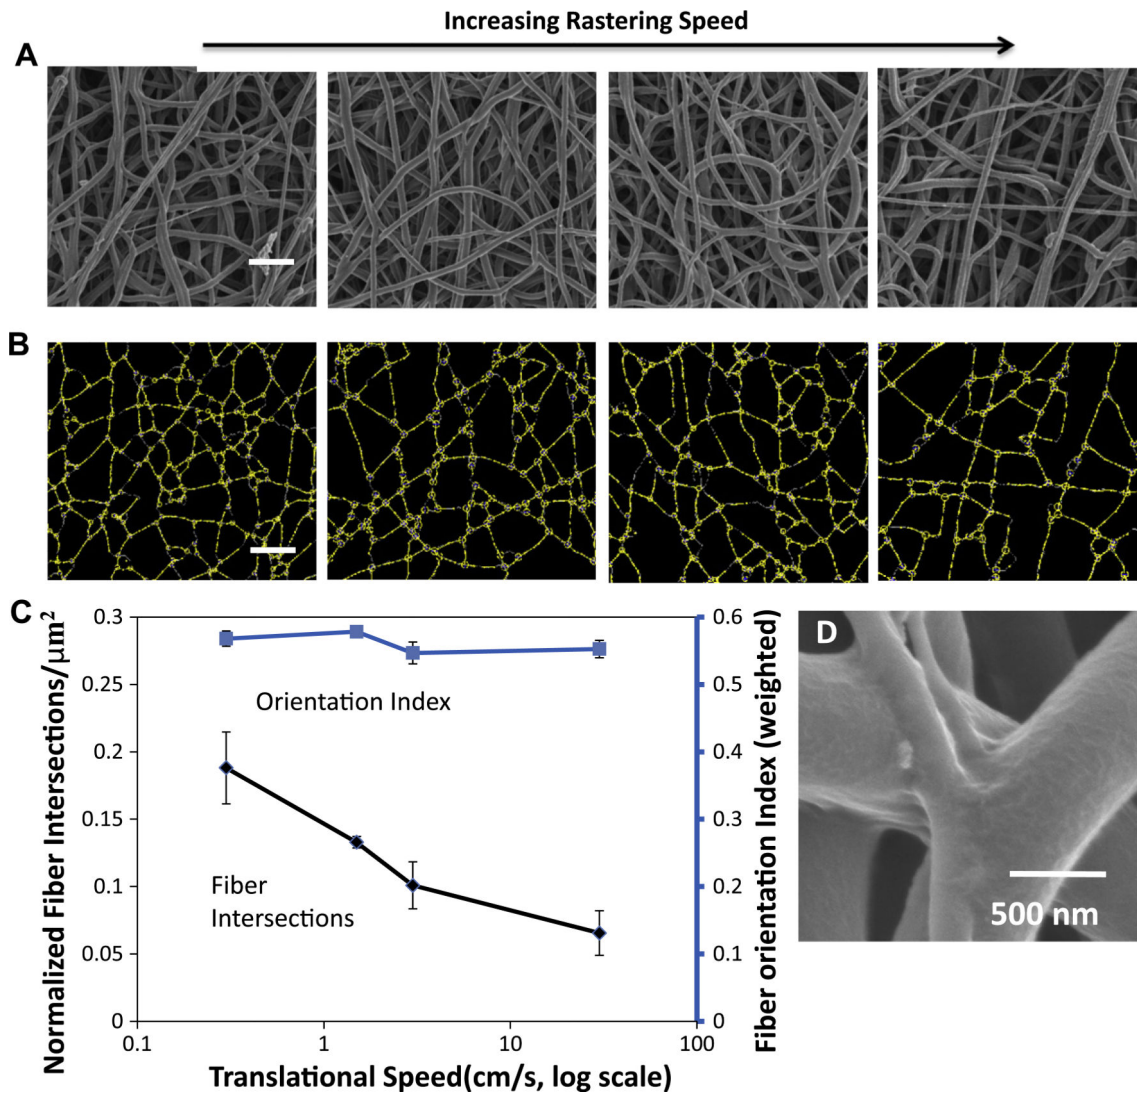 Increasing Rastering Speed
A
B
C
Normalized Fiber Intersections/μm²
0.3
0.25
0.2
0.15
0.1
0.05
0
Orientation Index
Fiber
Intersections
0.6
0.5
0.4
0.3
0.2
0.1
0
Fiber orientation Index (weighted)
0.1
1
10
100
Translational Speed(cm/s, log scale)
D
500 nm